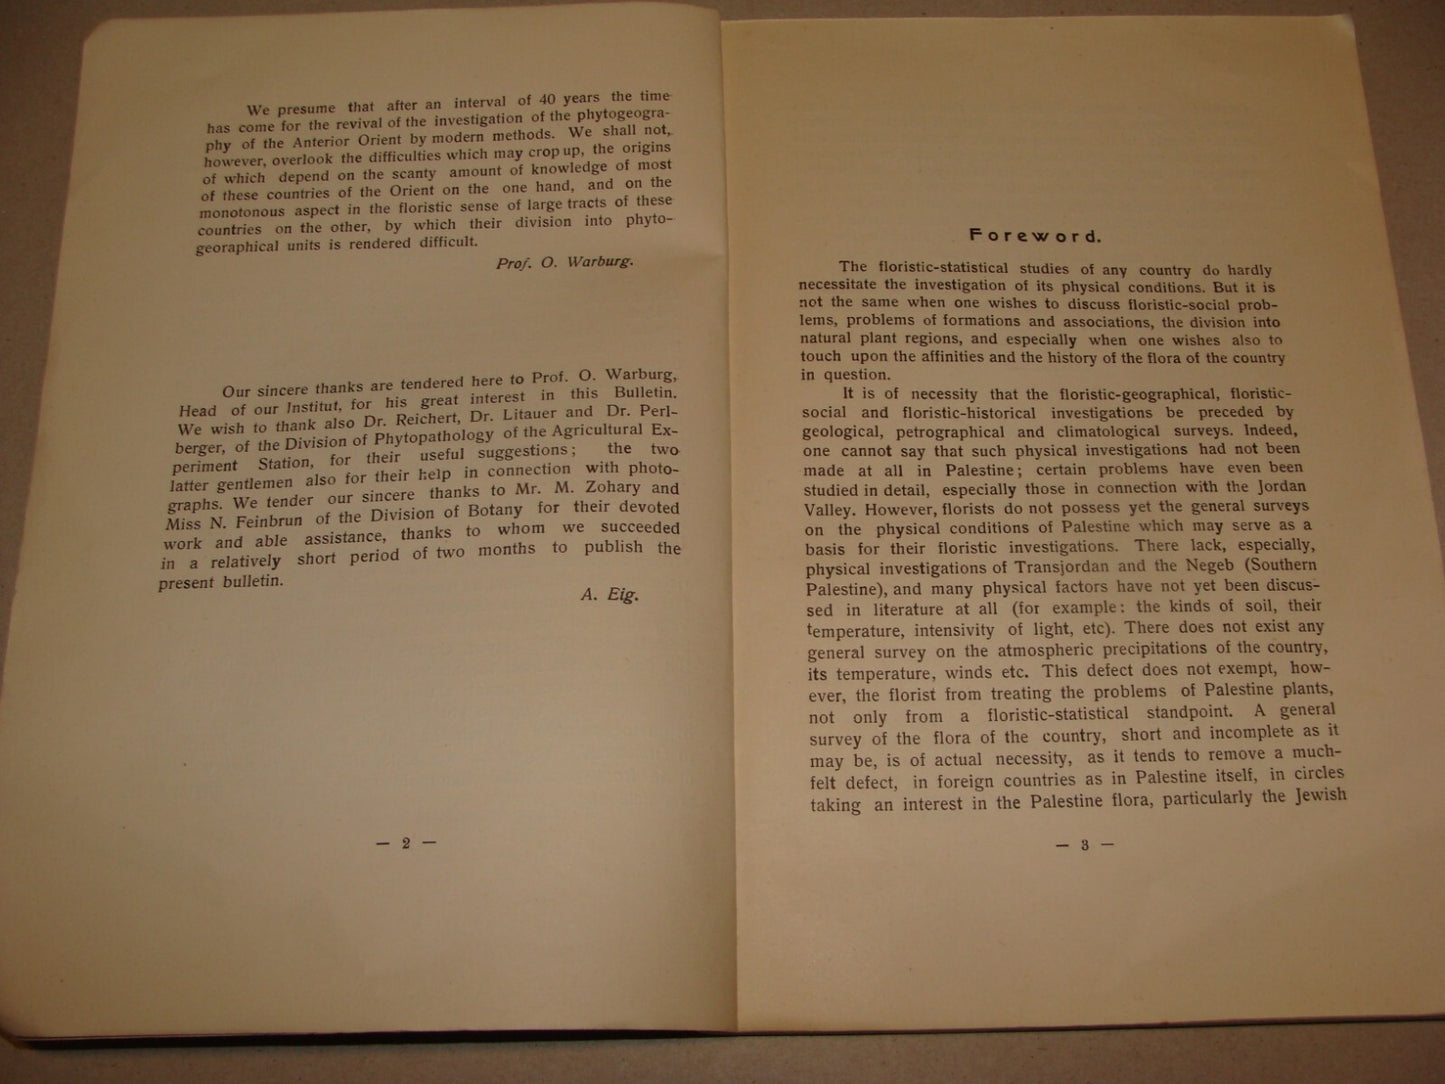 We presume that after an interval of 40 years the time
has come for the revival of the investigation of the phytogeogra-
phy of the Anterior Orient by modern methods. We shall not,
however, overlook the difficulties which may crop up, the origins
of which depend on the scanty amount of knowledge of most
of these countries of the Orient on the one hand, and on the
monotonous aspect in the floristic sense of large tracts of these
countries on the other, by which their division into phyto-
georaphical units is rendered difficult.
Prof. O. Warburg.
Our sincere thanks are tendered here to Prof. O. Warburg,
Head of our Institut, for his great interest in this Bulletin.
We wish to thank also Dr. Reichert, Dr. Litauer and Dr. Perl-
berger, of the Division of Phytopathology of the Agricultural Ex-
periment Station, for their useful suggestions; the two
latter gentlemen also for their help in connection with photo-
graphs. We tender our sincere thanks to Mr. M. Zohary and
Miss N. Feinbrun of the Division of Botany for their devoted
work and able assistance, thanks to whom we succeeded
in a relatively short period of two months to publish the
present bulletin.
A. Eig.
— 2 —
Foreword.
The floristic-statistical studies of any country do hardly
necessitate the investigation of its physical conditions. But it is
not the same when one wishes to discuss floristic-social prob-
lems, problems of formations and associations, the division into
natural plant regions, and especially when one wishes also to
touch upon the affinities and the history of the flora of the country
in question.
It is of necessity that the floristic-geographical, floristic-
social and floristic-historical investigations be preceded by
geological, petrographical and climatological surveys. Indeed,
one cannot say that such physical investigations had not been
made at all in Palestine; certain problems have even been
studied in detail, especially those in connection with the Jordan
Valley. However, florists do not possess yet the general surveys
on the physical conditions of Palestine which may serve as a
basis for their floristic investigations. There lack, especially,
physical investigations of Transjordan and the Negeb (Southern
Palestine), and many physical factors have not yet been discus-
sed in literature at all (for example: the kinds of soil, their
temperature, intensivity of light, etc). There does not exist any
general survey on the atmospheric precipitations of the country,
its temperature, winds etc. This defect does not exempt, how-
ever, the florist from treating the problems of Palestine plants,
not only from a floristic-statistical standpoint. A general
survey of the flora of the country, short and incomplete as it
may be, is of actual necessity, as it tends to remove a much-
felt defect, in foreign countries as in Palestine itself, in circles
taking an interest in the Palestine flora, particularly the Jewish
— 3 —